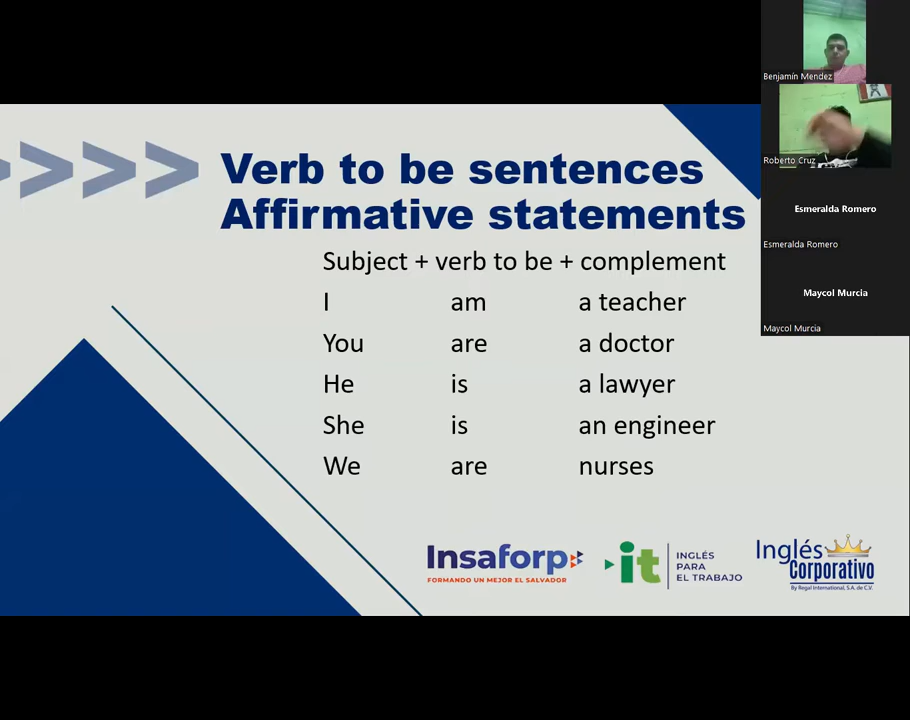 Benjamín Mendez
Roberto Cruz
Esmeralda Romero
Esmeralda Romero
Maycol Murcia
Maycol Murcia
Verb to be sentences
Affirmative statements
Subject + verb to be + complement
I am a teacher
You are a doctor
He is a lawyer
She is an engineer
We are nurses
Insaforp
FORMANDO UN MEJOR EL SALVADOR
it
INGLÉS
PARA
EL TRABAJO
Inglés
Corporativo
By Regal International, S.A. de C.V.